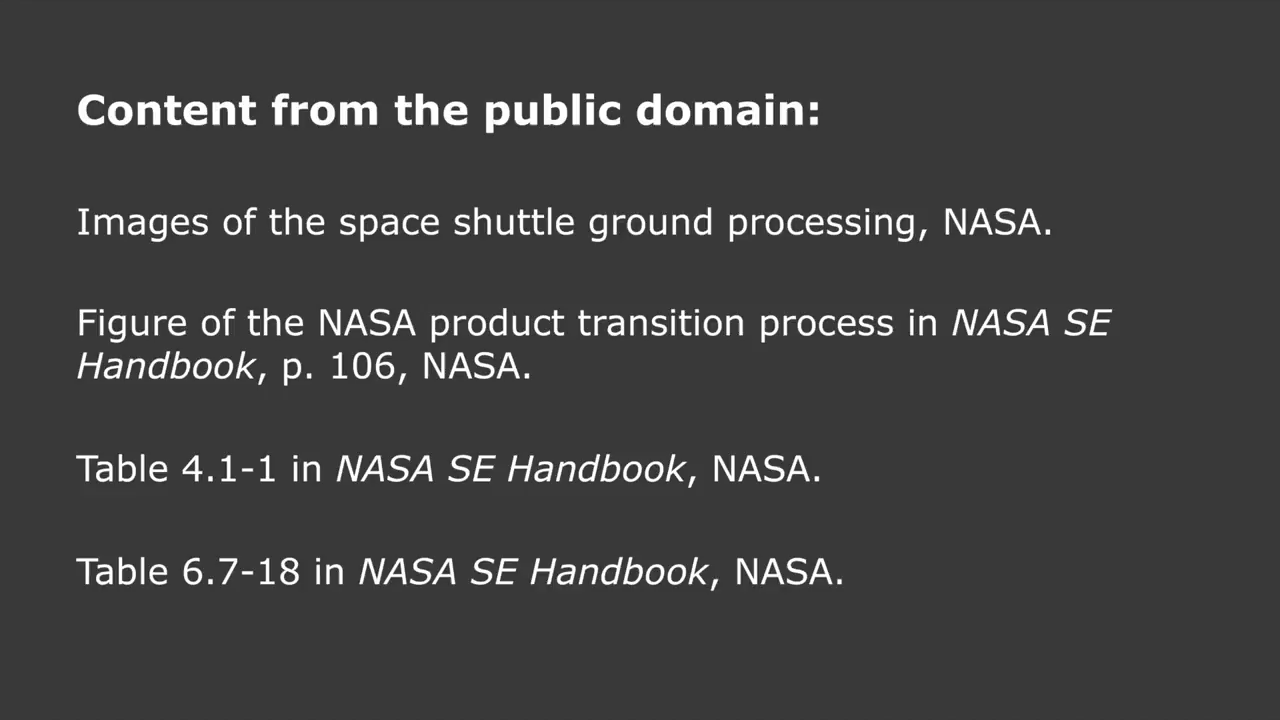 Content from the public domain:
Images of the space shuttle ground processing, NASA.
Figure of the NASA product transition process in NASA SE
Handbook, p. 106, NASA.
Table 4.1-1 in NASA SE Handbook, NASA.
Table 6.7-18 in NASA SE Handbook, NASA.